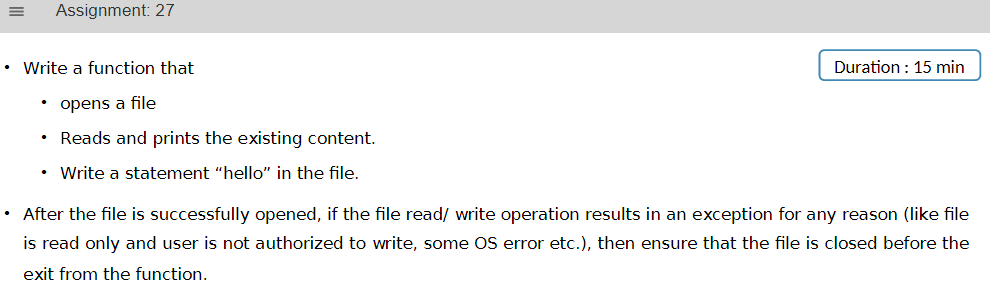 Assignment: 27
• Write a function that
Duration : 15 min
• opens a file
• Reads and prints the existing content.
• Write a statement “hello” in the file.
• After the file is successfully opened, if the file read/ write operation results in an exception for any reason (like file
is read only and user is not authorized to write, some OS error etc.), then ensure that the file is closed before the
exit from the function.